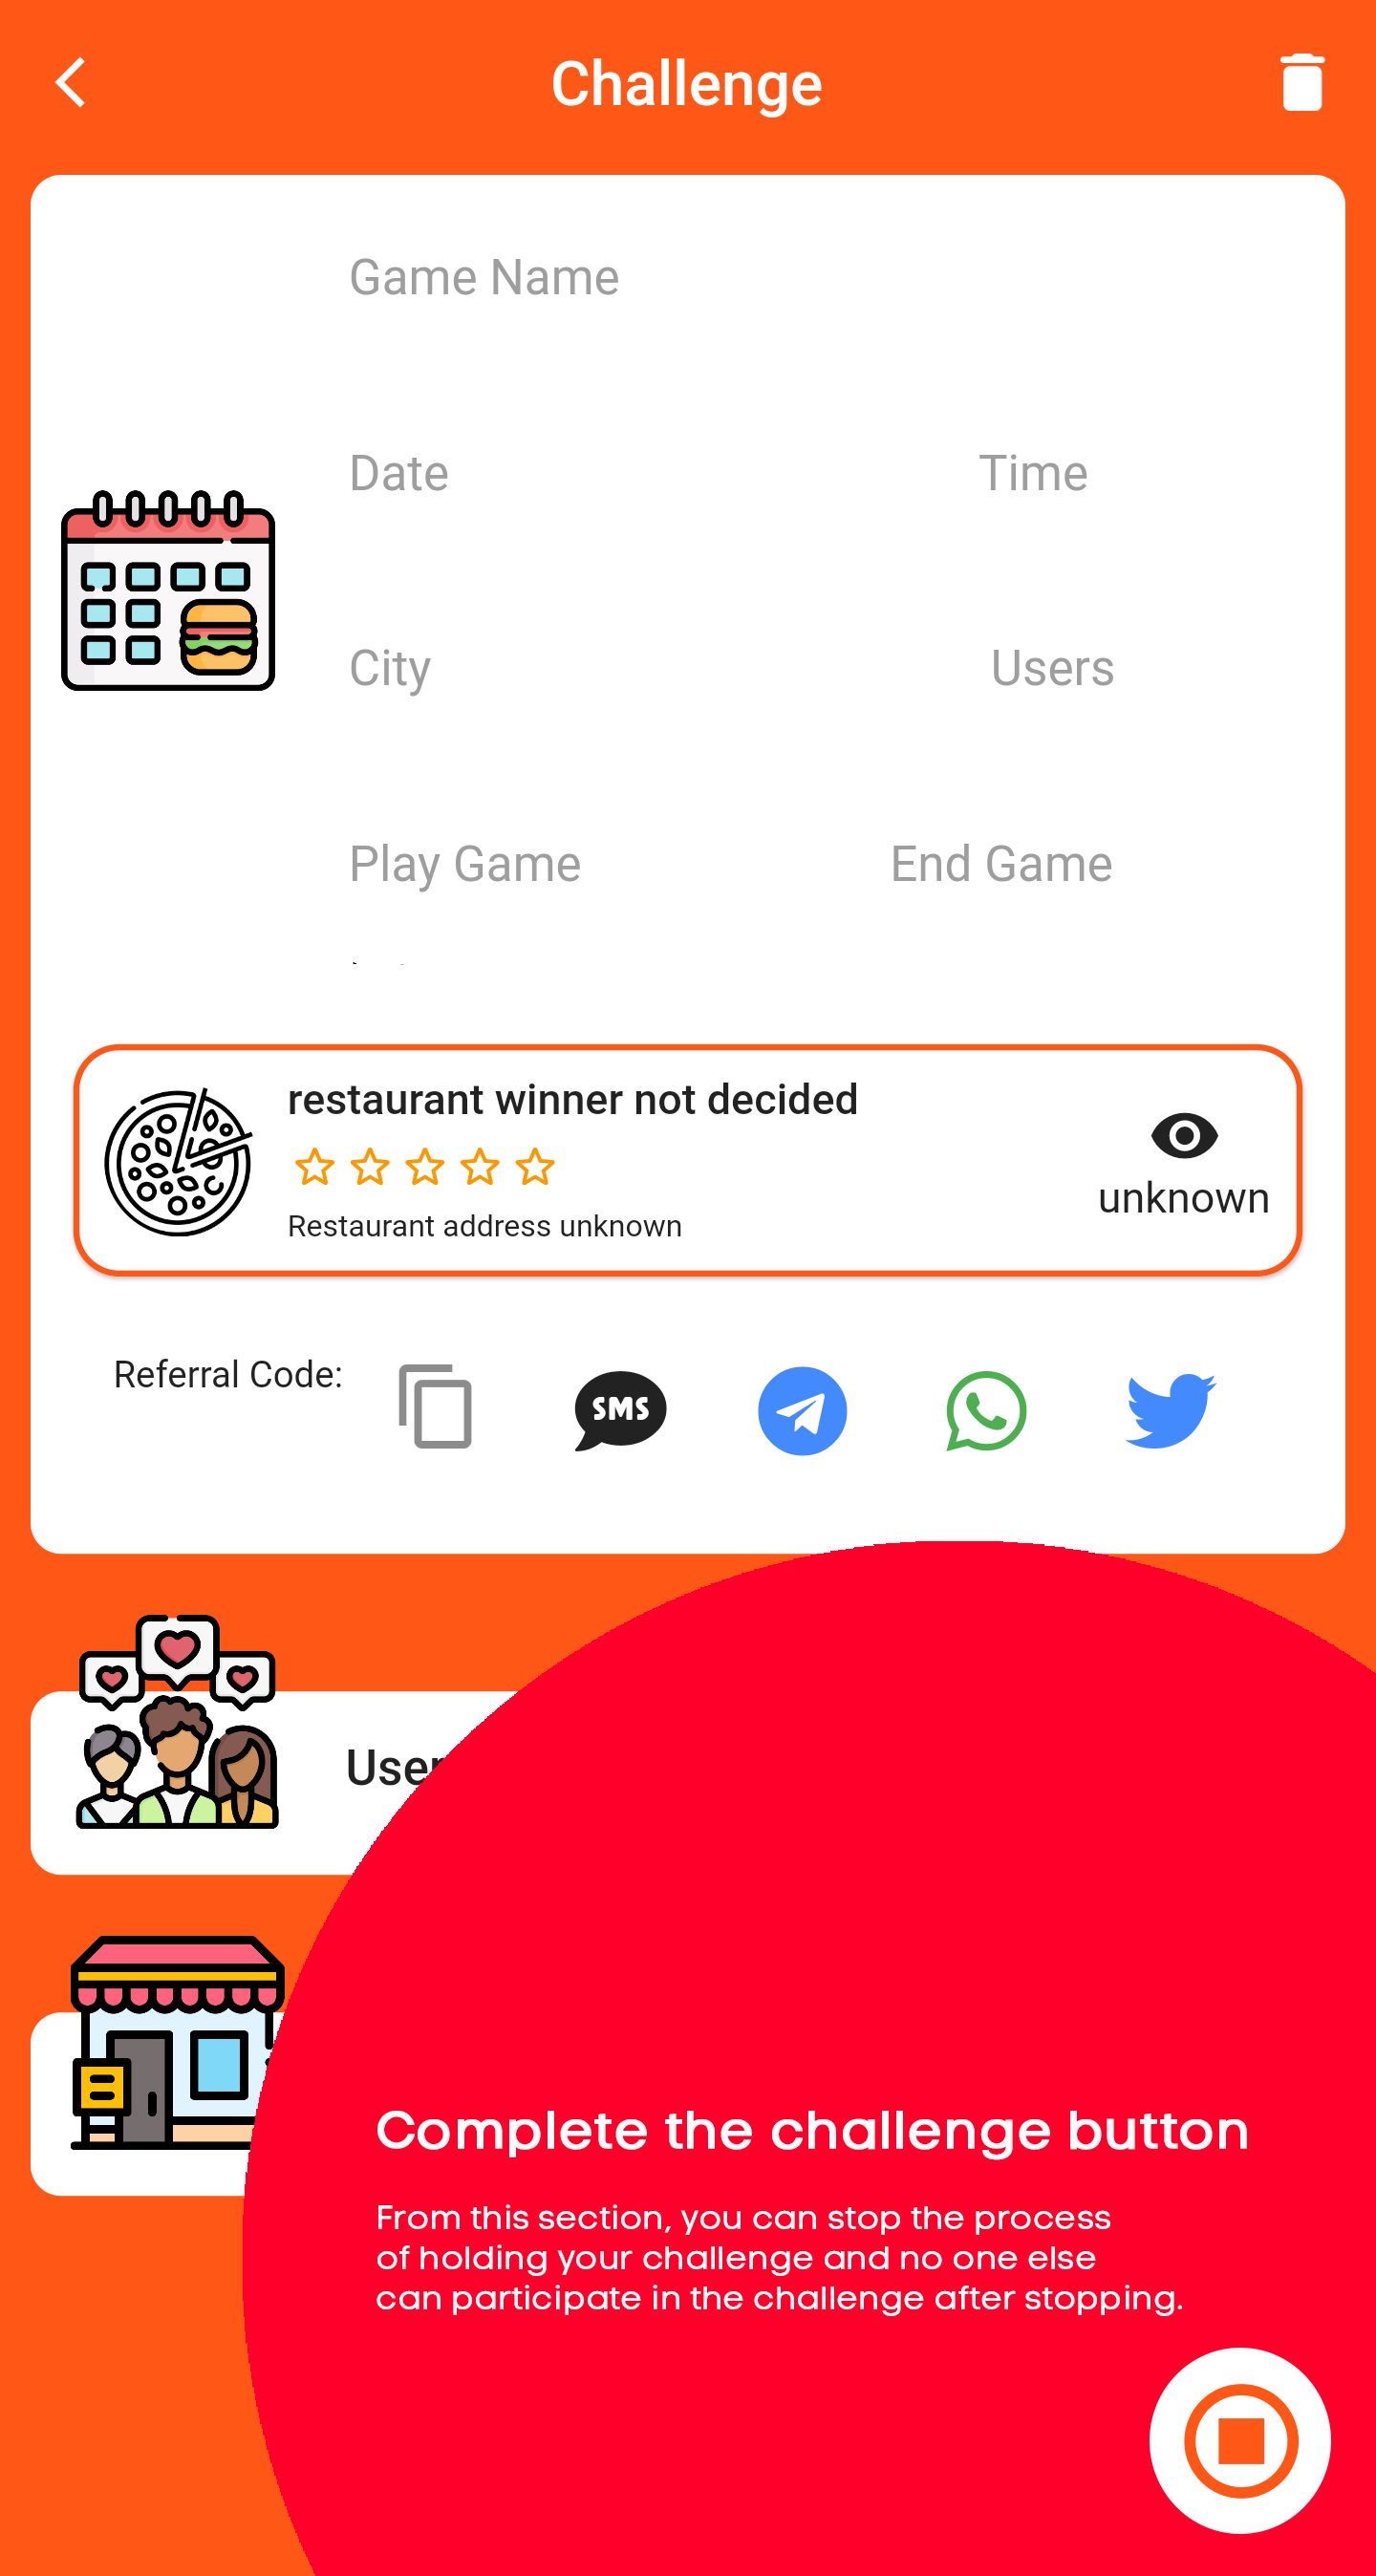 Challenge
Game Name
Date Time
City Users
Play Game End Game
restaurant winner not decided
Restaurant address unknown
unknown
Referral Code:
SMS
Complete the challenge button
From this section, you can stop the process
of holding your challenge and no one else
can participate in the challenge after stopping.